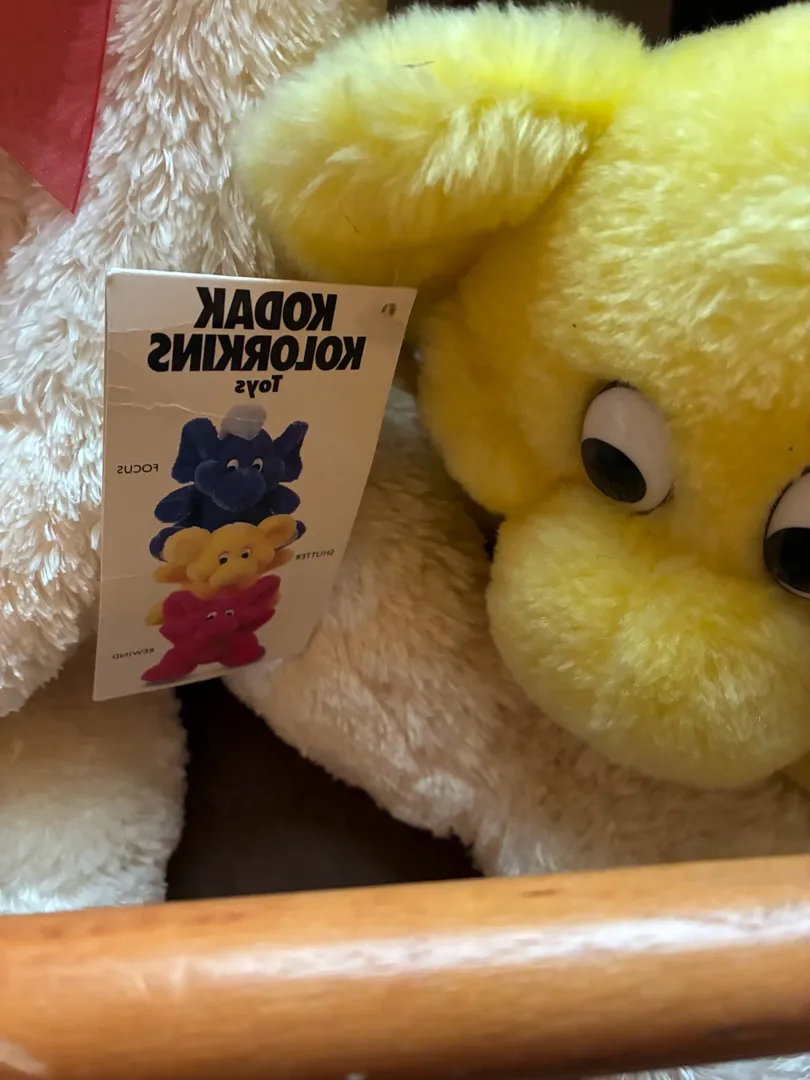 KODAK
KOLORKINS
Toys
FOCUS
SHUTTER
REWIND